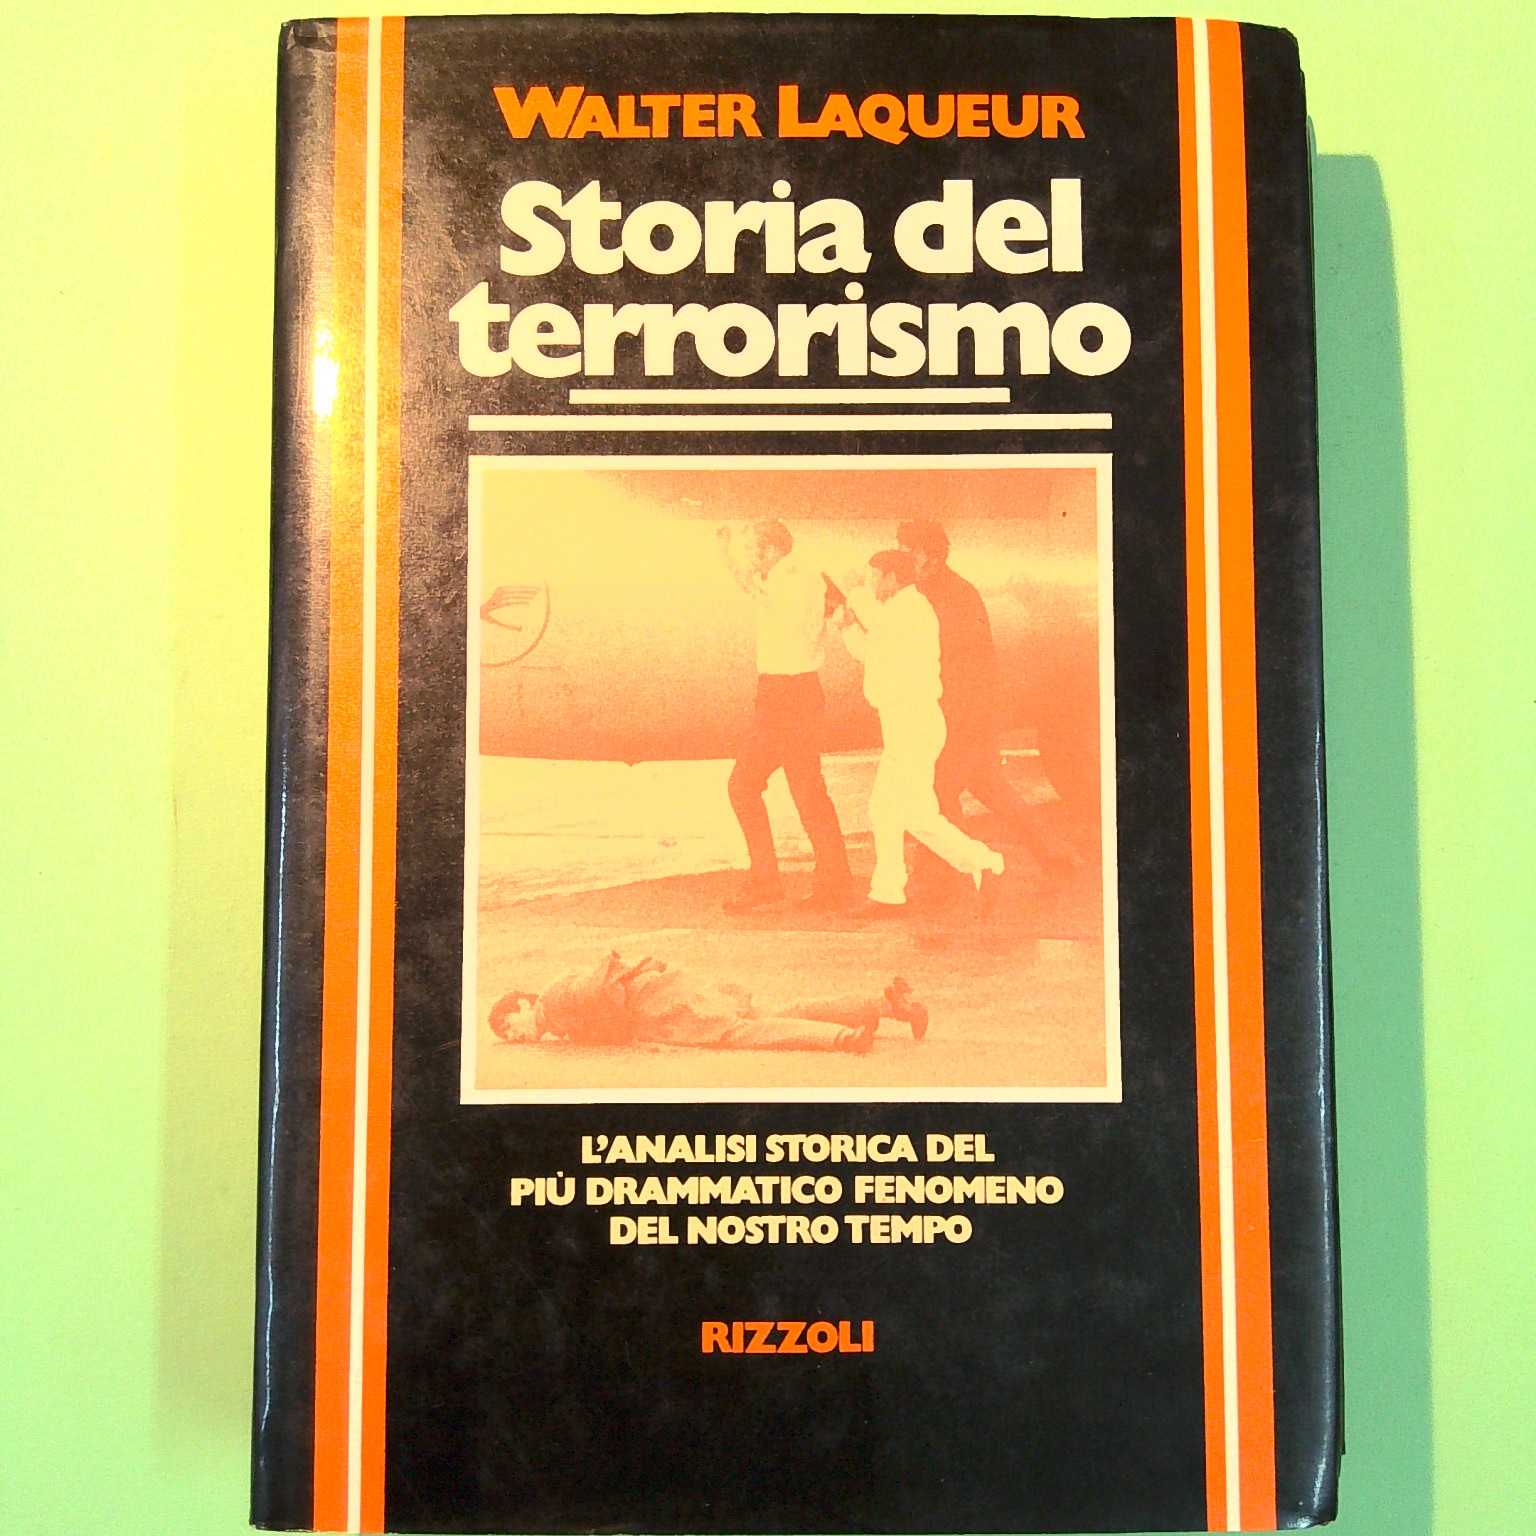 WALTER LAQUEUR
Storia del
terrorismo
L'ANALISI STORICA DEL
PIÙ DRAMMATICO FENOMENO
DEL NOSTRO TEMPO
RIZZOLI